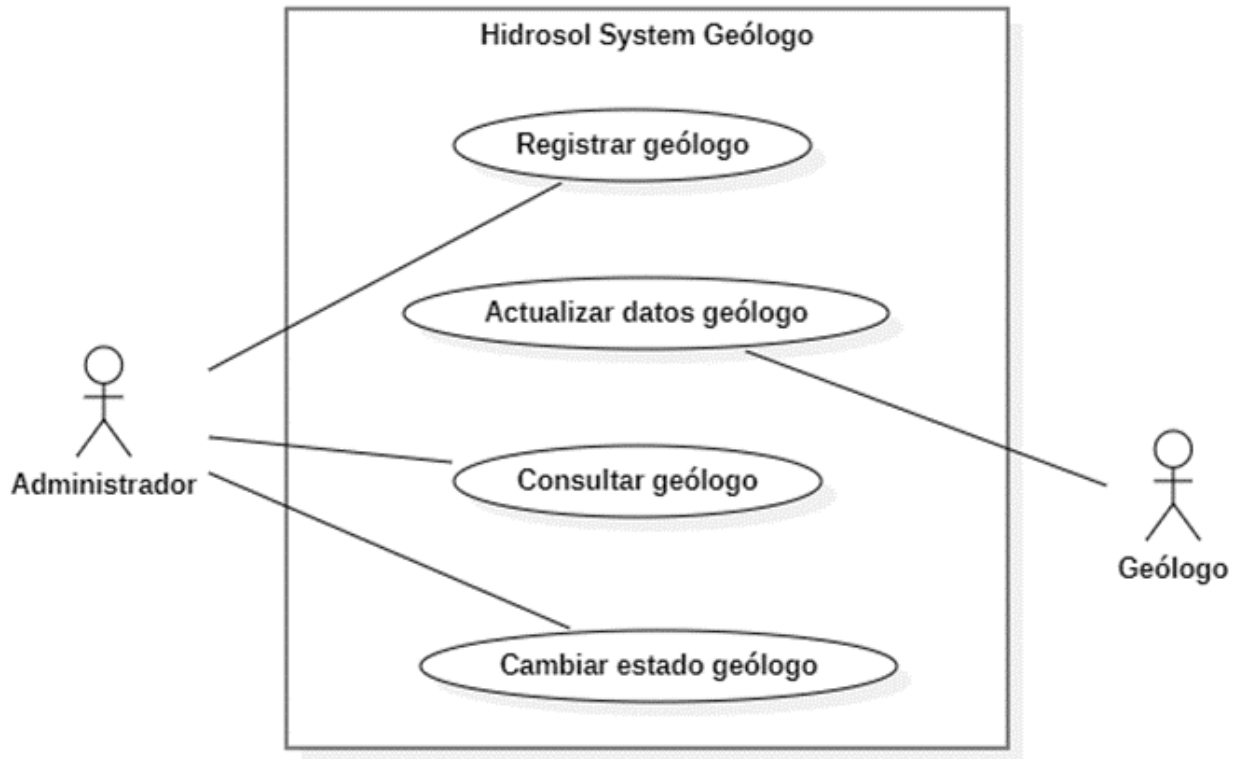 Hidrosol System Geólogo
Registrar geólogo
Actualizar datos geólogo
Consultar geólogo
Administrador
Geólogo
Cambiar estado geólogo